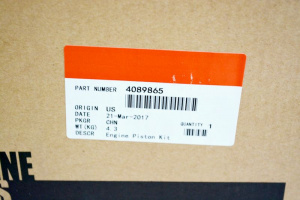 PART NUMBER 4089865
ORIGIN US
DATE 21-Mar-2017
PKGR CHN
WT(KG) 4.3
QUANTITY 1
DESCR Engine Piston Kit
INE
S